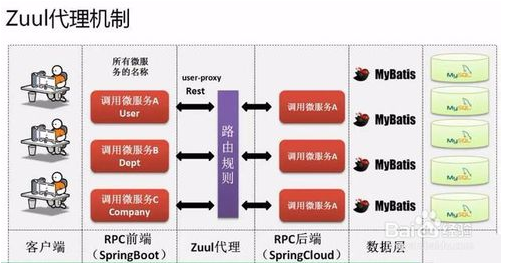 Zuul代理机制
所有微服
务的名称
user-proxy
Rest
调用微服务A
User
调用微服务B
Dept
调用微服务C
Company
路由规则
调用微服务A
调用微服务A
调用微服务A
MyBatis
MyBatis
MyBatis
MyBatis
MySQL
MySQL
MySQL
MySQL
MySQL
客户端
RPC前端
(SpringBoot)
Zuul代理
RPC后端
(SpringCloud)
数据层
Baidu经验